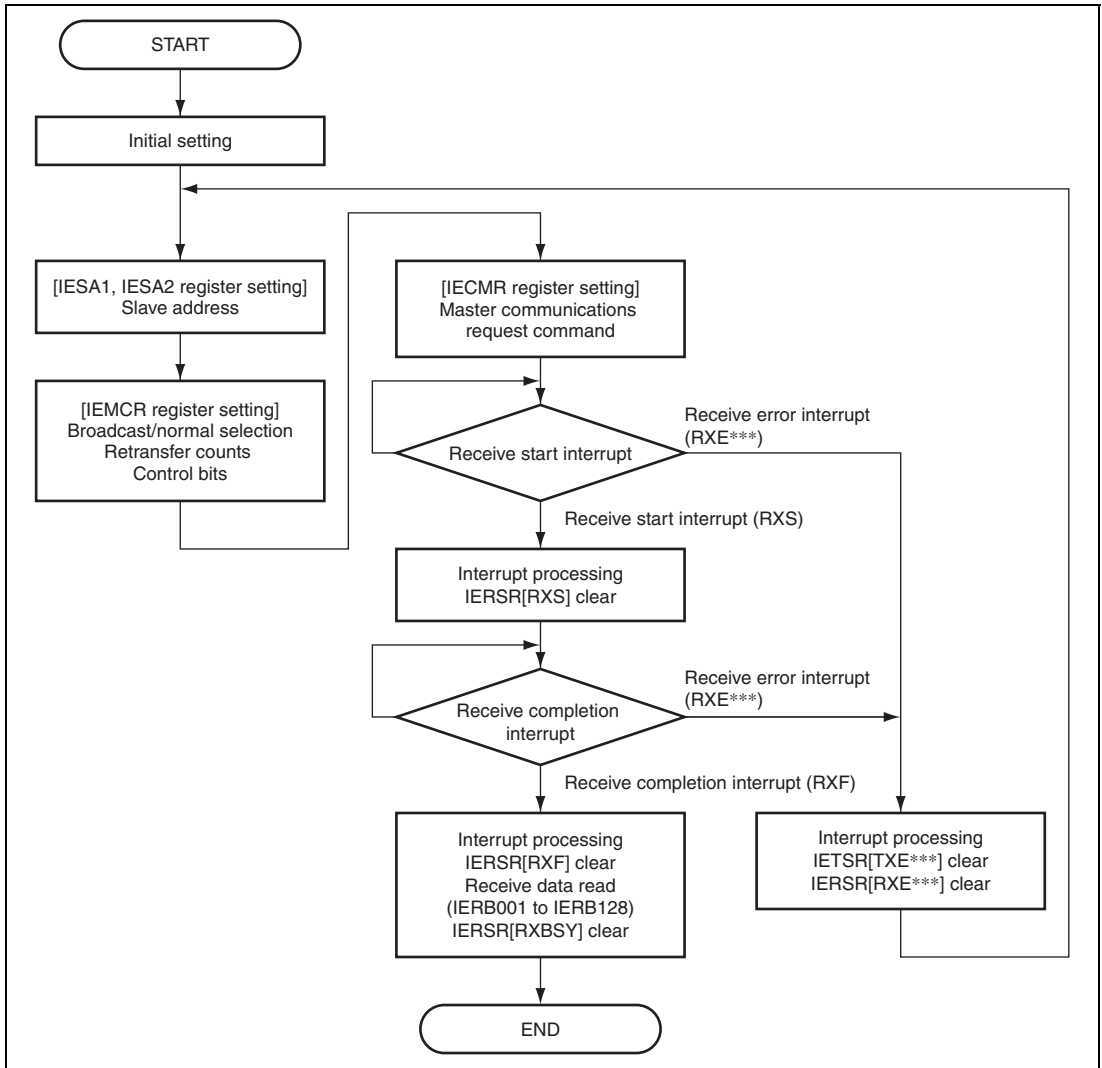 START
Initial setting
[IESA1, IESA2 register setting]
Slave address
[IEMCR register setting]
Broadcast/normal selection
Retransfer counts
Control bits
[IECMR register setting]
Master communications
request command
Receive start interrupt
Receive error interrupt
(RXE***)
Receive start interrupt (RXS)
Interrupt processing
IERSR[RXS] clear
Receive completion
interrupt
Receive error interrupt
(RXE***)
Receive completion interrupt (RXF)
Interrupt processing
IERSR[RXF] clear
Receive data read
(IERB001 to IERB128)
IERSR[RXBSY] clear
Interrupt processing
IETSR[TXE***] clear
IERSR[RXE***] clear
END